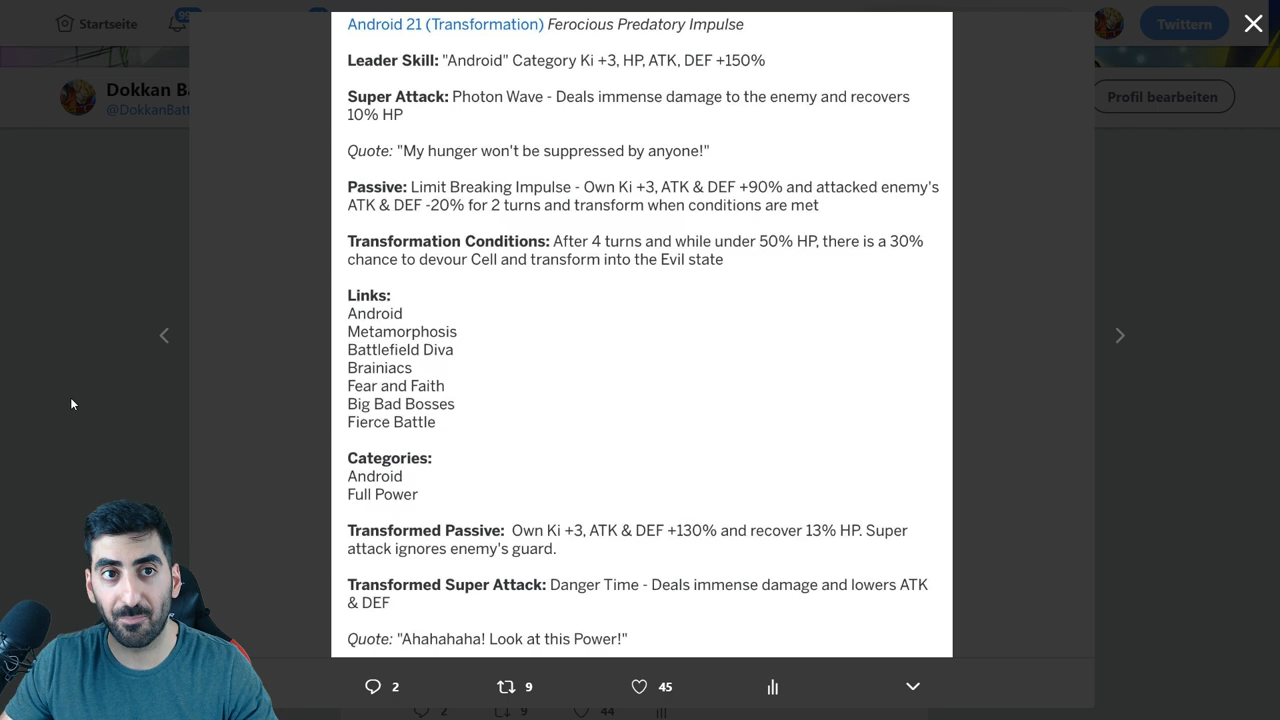 Startseite
Twittern
Dokkan Ba
@DokkanBatt
Profil bearbeiten
Android 21 (Transformation) Ferocious Predatory Impulse
Leader Skill: "Android" Category Ki +3, HP, ATK, DEF +150%
Super Attack: Photon Wave - Deals immense damage to the enemy and recovers
10% HP
Quote: "My hunger won't be suppressed by anyone!"
Passive: Limit Breaking Impulse - Own Ki +3, ATK & DEF +90% and attacked enemy's
ATK & DEF -20% for 2 turns and transform when conditions are met
Transformation Conditions: After 4 turns and while under 50% HP, there is a 30%
chance to devour Cell and transform into the Evil state
Links:
Android
Metamorphosis
Battlefield Diva
Brainiacs
Fear and Faith
Big Bad Bosses
Fierce Battle
Categories:
Android
Full Power
Transformed Passive:  Own Ki +3, ATK & DEF +130% and recover 13% HP. Super
attack ignores enemy's guard.
Transformed Super Attack: Danger Time - Deals immense damage and lowers ATK
& DEF
Quote: "Ahahahaha! Look at this Power!"
2 9 45
2 9 44